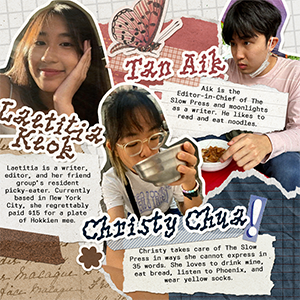 Tan Aik
Aik is the
Editor-in-Chief of The
Slow Press and moonlights
as a writer. He likes to
read and eat noodles.
Laetitia
Keok
Laetitia is a writer,
editor, and her friend
group's resident
picky-eater. Currently
based in New York
City, she regretfully
paid $15 for a plate
of Hokkien mee.
Christy Chua!
Christy takes care of The Slow
Press in ways she cannot express in
35 words. She loves to drink wine,
eat bread, listen to Phoenix, and
wear yellow socks.